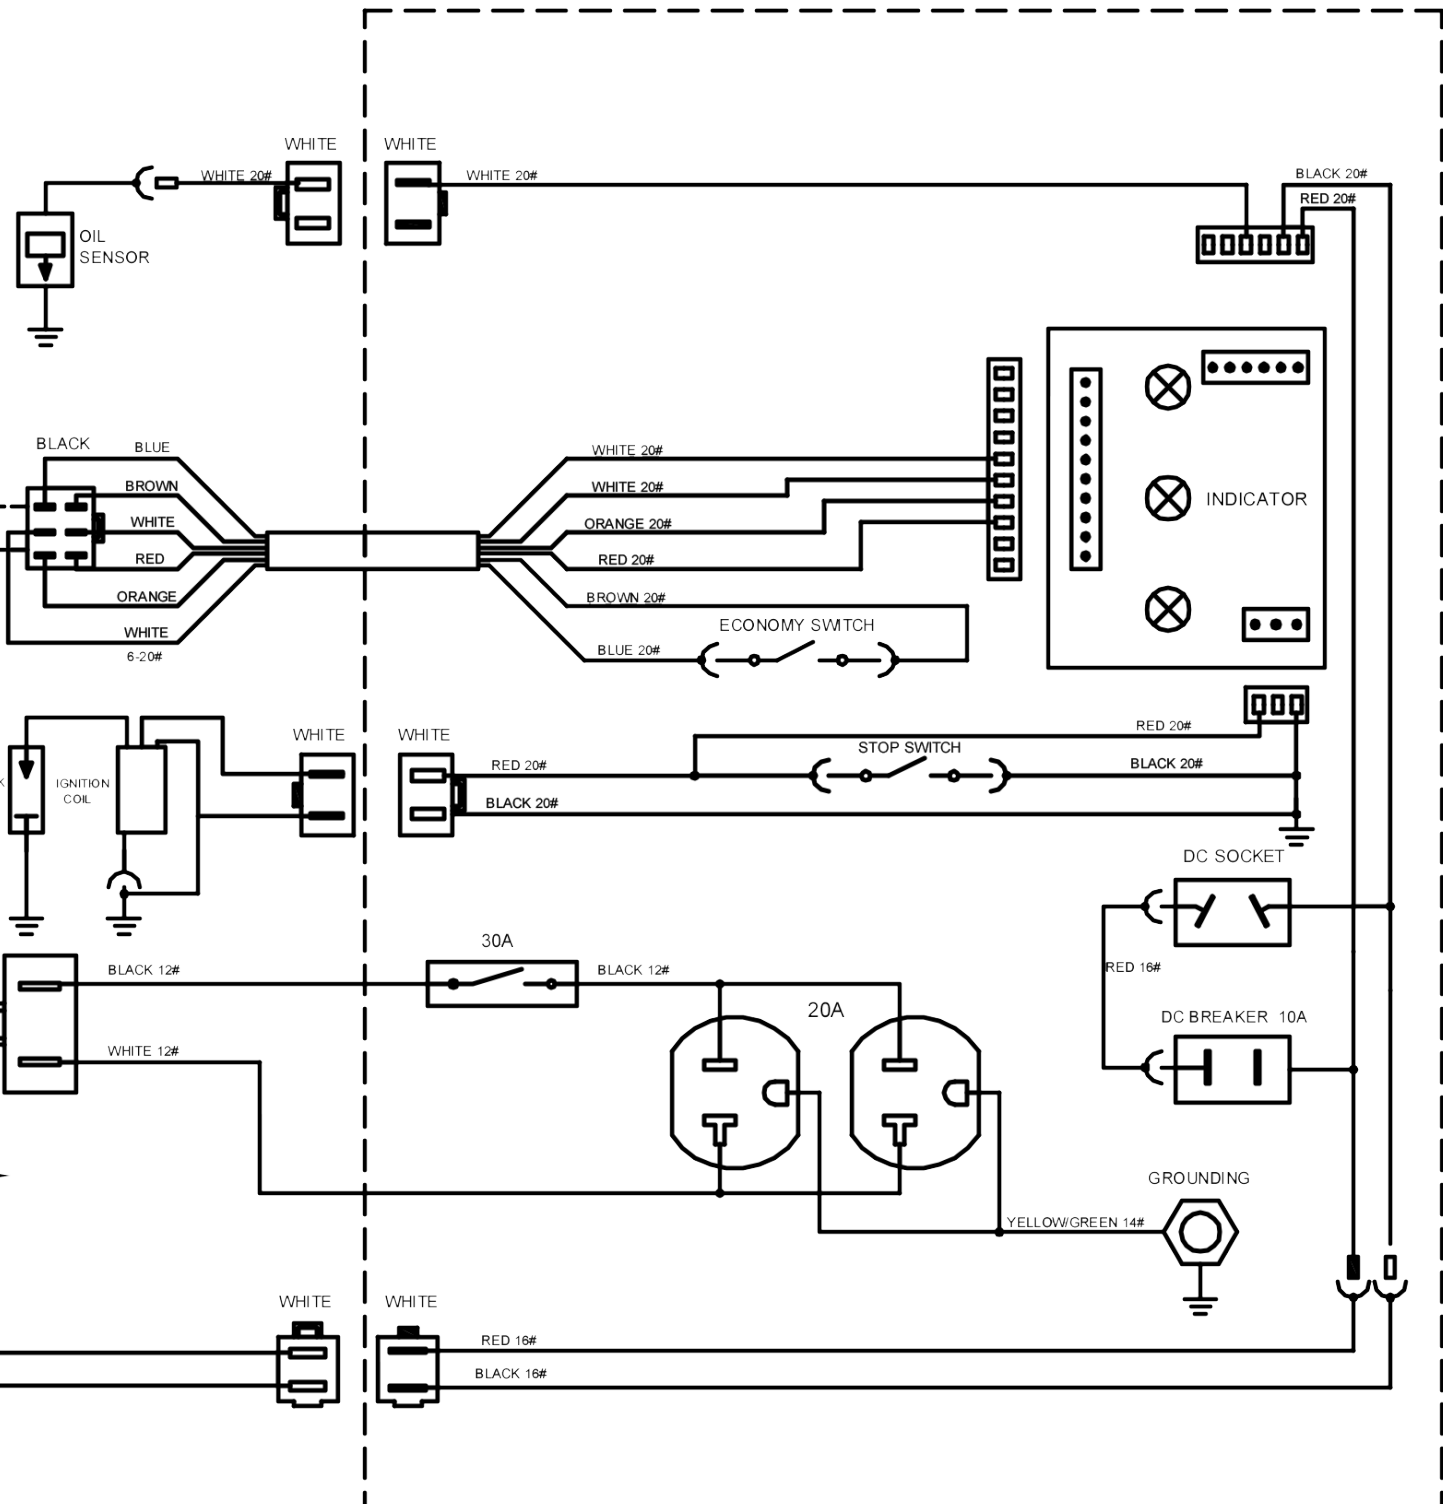 WHITE
WHITE
WHITE 20#
WHITE 20#
BLACK 20#
RED 20#
OIL
SENSOR
BLACK
BLUE
BROWN
WHITE
RED
ORANGE
WHITE
6-20#
WHITE 20#
WHITE 20#
ORANGE 20#
RED 20#
BROWN 20#
ECONOMY SWITCH
BLUE 20#
INDICATOR
WHITE
WHITE
RED 20#
RED 20#
STOP SWITCH
BLACK 20#
BLACK 20#
IGNITION
COIL
DC SOCKET
30A
BLACK 12#
BLACK 12#
RED 16#
20A
DC BREAKER 10A
WHITE 12#
GROUNDING
YELLOW/GREEN 14#
WHITE
WHITE
RED 16#
BLACK 16#